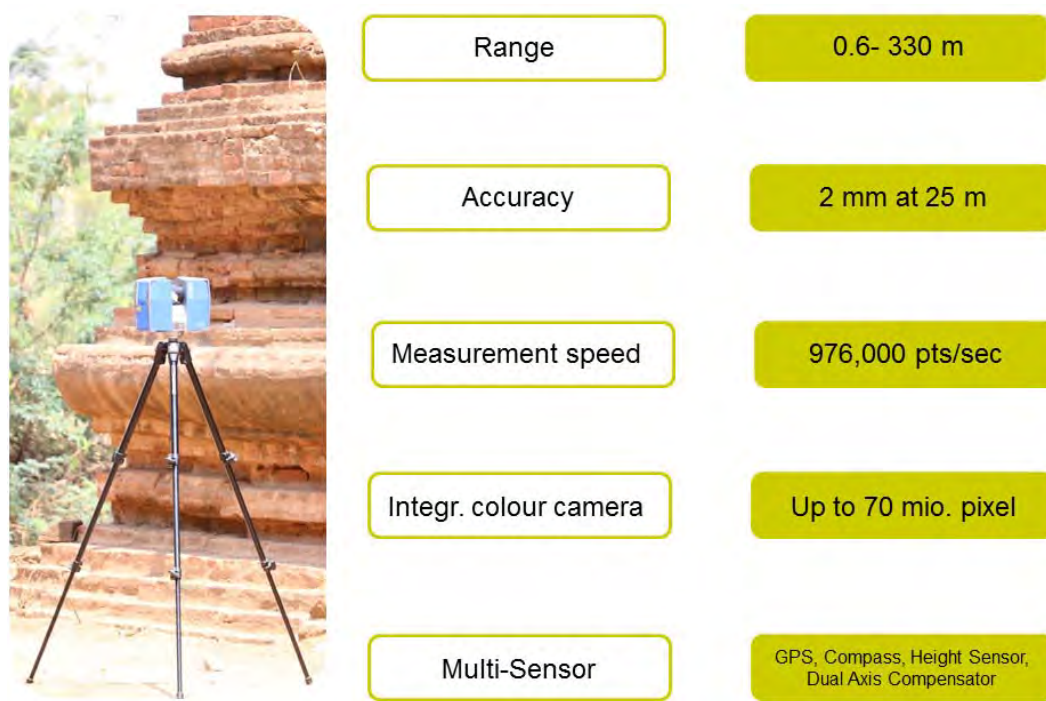 Range
0.6- 330 m
Accuracy
2 mm at 25 m
Measurement speed
976,000 pts/sec
Integr. colour camera
Up to 70 mio. pixel
Multi-Sensor
GPS, Compass, Height Sensor,
Dual Axis Compensator